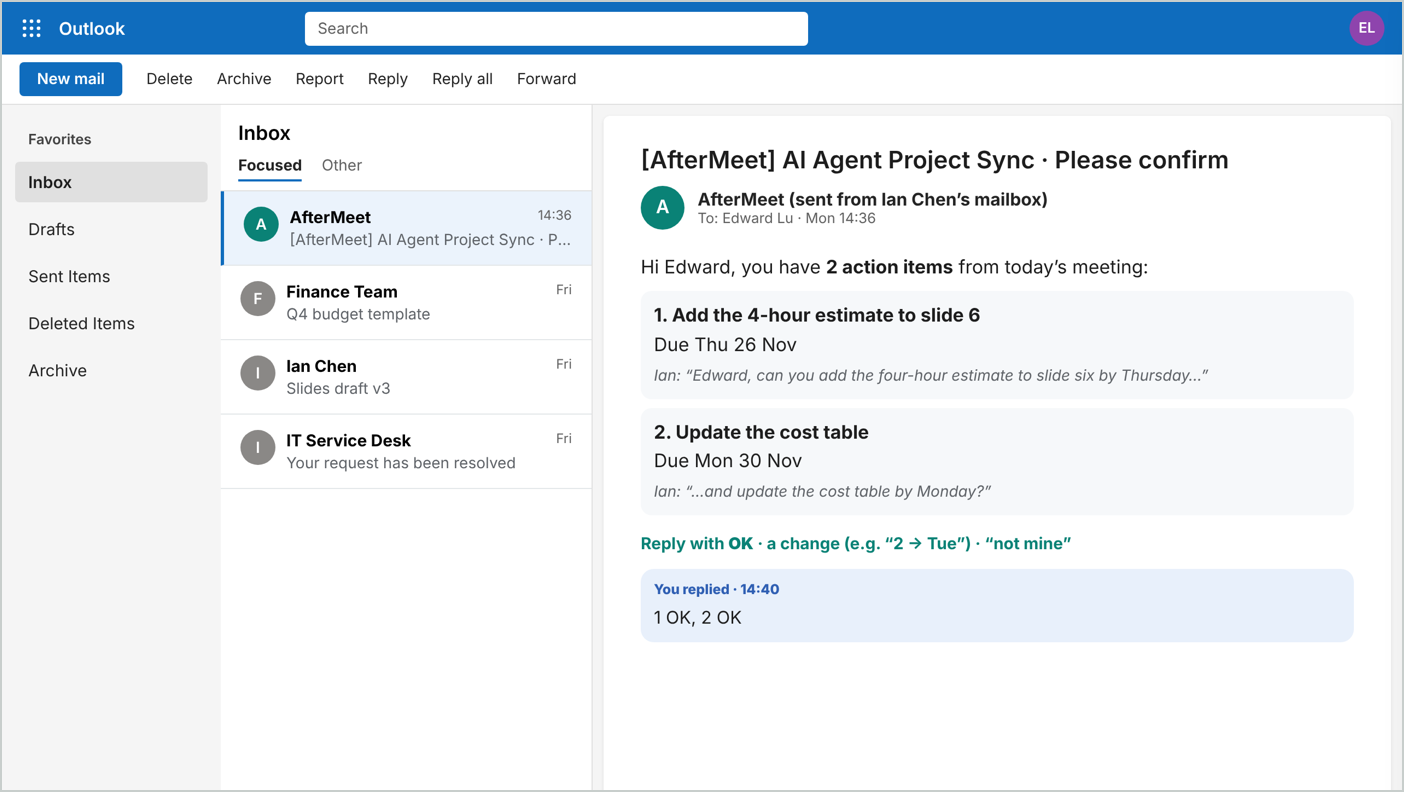 Outlook
Search
EL
New mail
Delete
Archive
Report
Reply
Reply all
Forward
Favorites
Inbox
Drafts
Sent Items
Deleted Items
Archive
Inbox
Focused
Other
A
AfterMeet
14:36
[AfterMeet] AI Agent Project Sync · P...
F
Finance Team
Fri
Q4 budget template
I
Ian Chen
Fri
Slides draft v3
I
IT Service Desk
Fri
Your request has been resolved
[AfterMeet] AI Agent Project Sync · Please confirm
A
AfterMeet (sent from Ian Chen’s mailbox)
To: Edward Lu · Mon 14:36
Hi Edward, you have 2 action items from today’s meeting:
1. Add the 4-hour estimate to slide 6
Due Thu 26 Nov
Ian: “Edward, can you add the four-hour estimate to slide six by Thursday...”
2. Update the cost table
Due Mon 30 Nov
Ian: “...and update the cost table by Monday?”
Reply with OK · a change (e.g. “2 → Tue”) · “not mine”
You replied · 14:40
1 OK, 2 OK